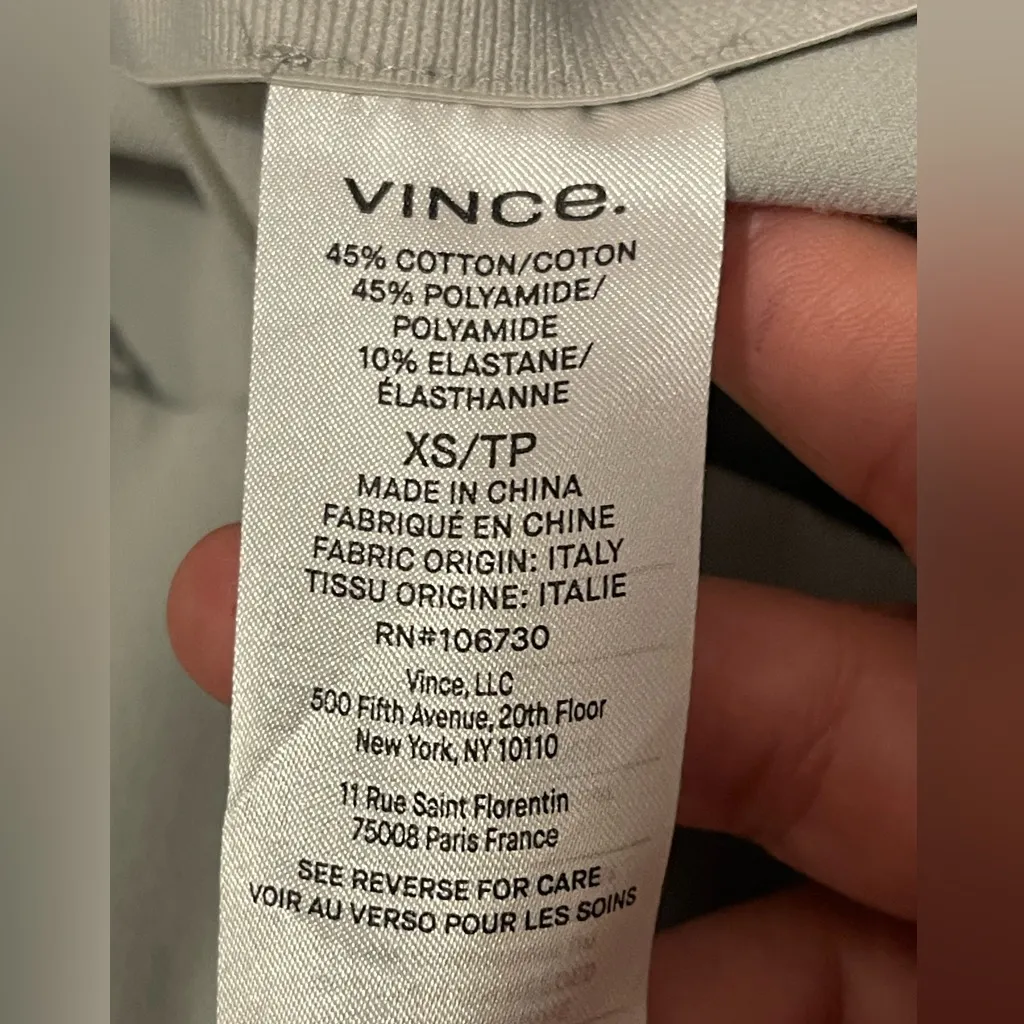 VINCe.
45% COTTON/COTON
45% POLYAMIDE/
POLYAMIDE
10% ELASTANE/
ÉLASTHANNE
XS/TP
MADE IN CHINA
FABRIQUÉ EN CHINE
FABRIC ORIGIN: ITALY
TISSU ORIGINE: ITALIE
RN#106730
Vince, LLC
500 Fifth Avenue, 20th Floor
New York, NY 10110
11 Rue Saint Florentin
75008 Paris France
SEE REVERSE FOR CARE
VOIR AU VERSO POUR LES SOINS